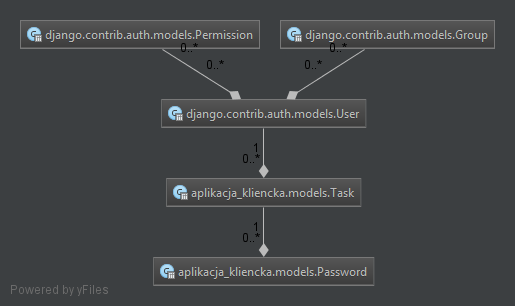 django.contrib.auth.models.Permission
django.contrib.auth.models.Group
0..*
0..*
0..*
0..*
django.contrib.auth.models.User
1
0..*
aplikacja_kliencka.models.Task
1
0..*
aplikacja_kliencka.models.Password
Powered by yFiles